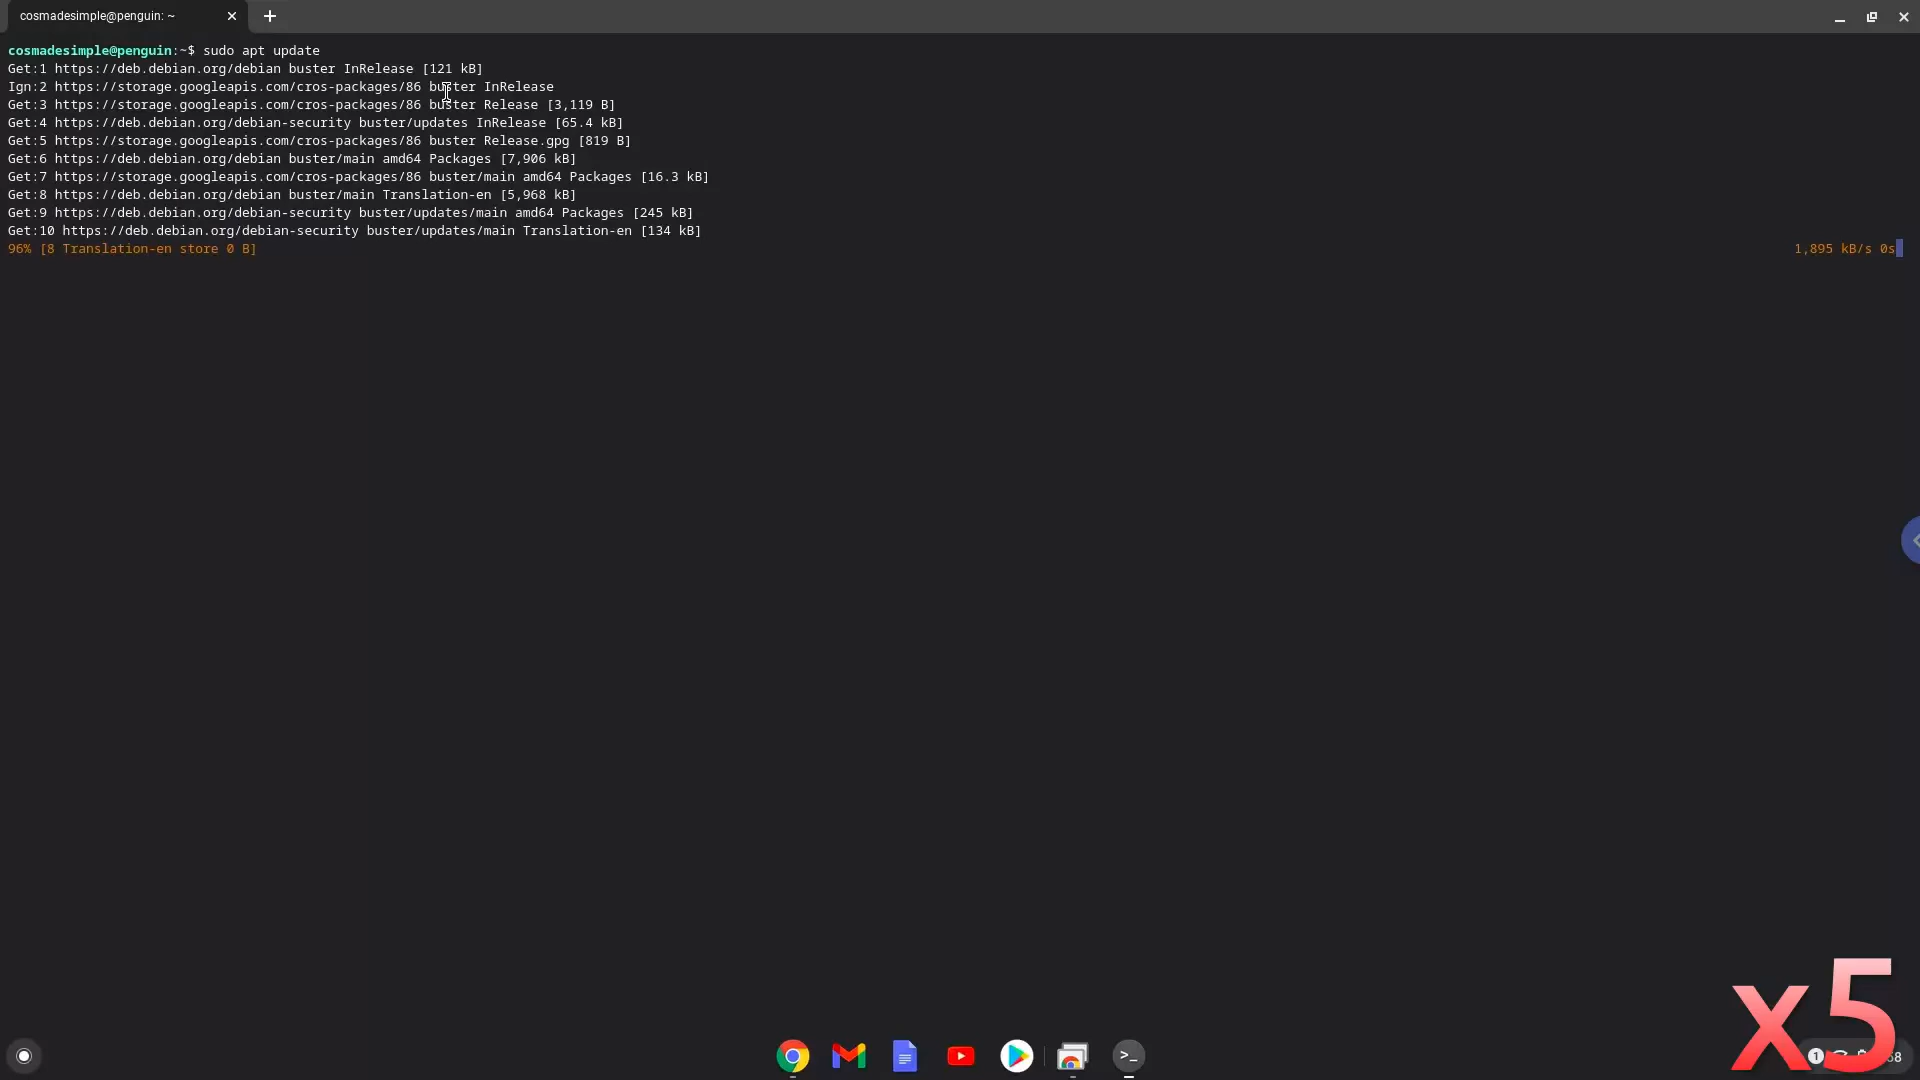 cosmadesimple@penguin: ~
cosmadesimple@penguin:~$ sudo apt update
Get:1 https://deb.debian.org/debian buster InRelease [121 kB]
Ign:2 https://storage.googleapis.com/cros-packages/86 buster InRelease
Get:3 https://storage.googleapis.com/cros-packages/86 buster Release [3,119 B]
Get:4 https://deb.debian.org/debian-security buster/updates InRelease [65.4 kB]
Get:5 https://storage.googleapis.com/cros-packages/86 buster Release.gpg [819 B]
Get:6 https://deb.debian.org/debian buster/main amd64 Packages [7,906 kB]
Get:7 https://storage.googleapis.com/cros-packages/86 buster/main amd64 Packages [16.3 kB]
Get:8 https://deb.debian.org/debian buster/main Translation-en [5,968 kB]
Get:9 https://deb.debian.org/debian-security buster/updates/main amd64 Packages [245 kB]
Get:10 https://deb.debian.org/debian-security buster/updates/main Translation-en [134 kB]
96% [8 Translation-en store 0 B] 1,895 kB/s 0s
x5
>_
1